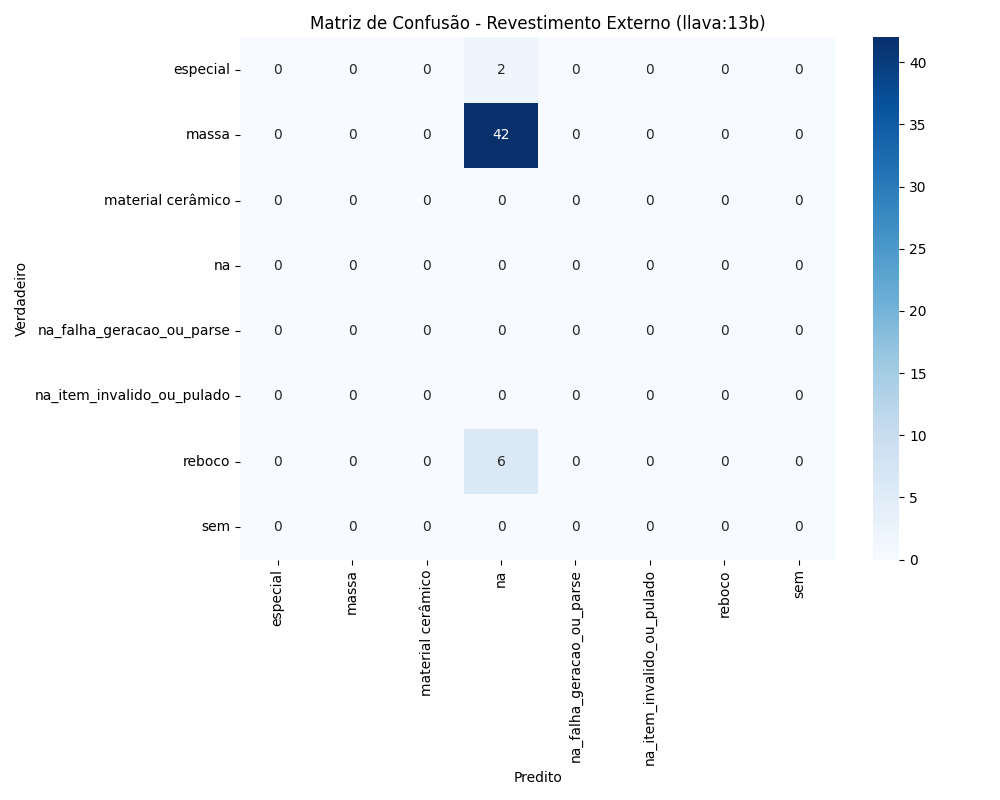 Matriz de Confusão - Revestimento Externo (llava:13b)
especial 0 0 0 2 0 0 0 0
massa 0 0 0 42 0 0 0 0
material cerâmico 0 0 0 0 0 0 0 0
na 0 0 0 0 0 0 0 0
na_falha_geracao_ou_parse 0 0 0 0 0 0 0 0
na_item_invalido_ou_pulado 0 0 0 0 0 0 0 0
reboco 0 0 0 6 0 0 0 0
sem 0 0 0 0 0 0 0 0
Verdadeiro
especial
massa
material cerâmico
na
na_falha_geracao_ou_parse
na_item_invalido_ou_pulado
reboco
sem
Predito
40
35
30
25
20
15
10
5
0